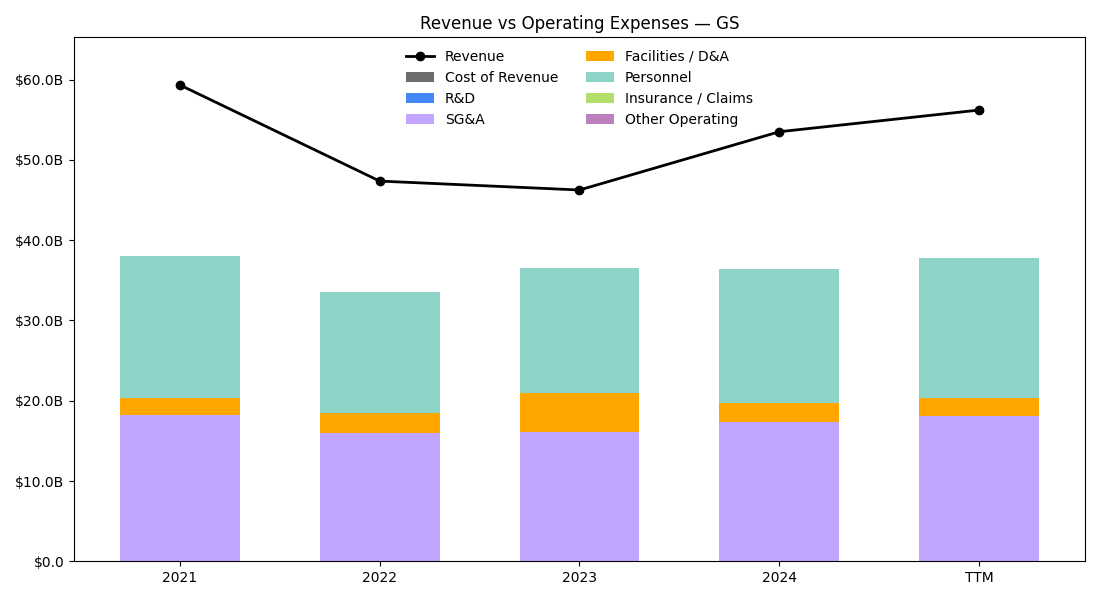 Revenue vs Operating Expenses — GS
Revenue
Cost of Revenue
R&D
SG&A
Facilities / D&A
Personnel
Insurance / Claims
Other Operating
$60.0B
$50.0B
$40.0B
$30.0B
$20.0B
$10.0B
$0.0
2021
2022
2023
2024
TTM